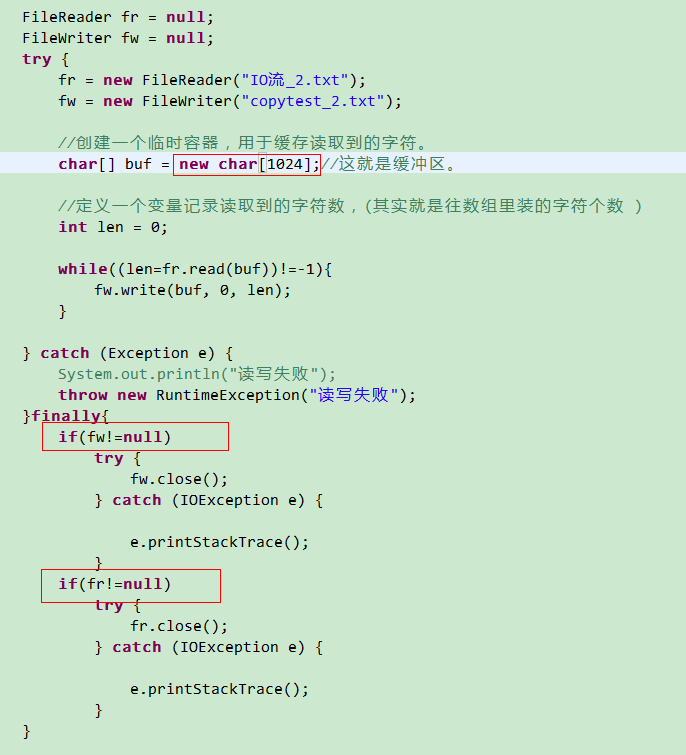 FileReader fr = null;
FileWriter fw = null;
try {
    fr = new FileReader("IO流_2.txt");
    fw = new FileWriter("copytest_2.txt");
    //创建一个临时容器，用于缓存读取到的字符。
    char[] buf = new char[1024];//这就是缓冲区。
    //定义一个变量记录读取到的字符数，(其实就是往数组里装的字符个数 )
    int len = 0;
    while((len=fr.read(buf))!=-1){
        fw.write(buf, 0, len);
    }
} catch (Exception e) {
    System.out.println("读写失败");
    throw new RuntimeException("读写失败");
}finally{
    if(fw!=null)
        try {
            fw.close();
        } catch (IOException e) {
            e.printStackTrace();
        }
    if(fr!=null)
        try {
            fr.close();
        } catch (IOException e) {
            e.printStackTrace();
        }
}